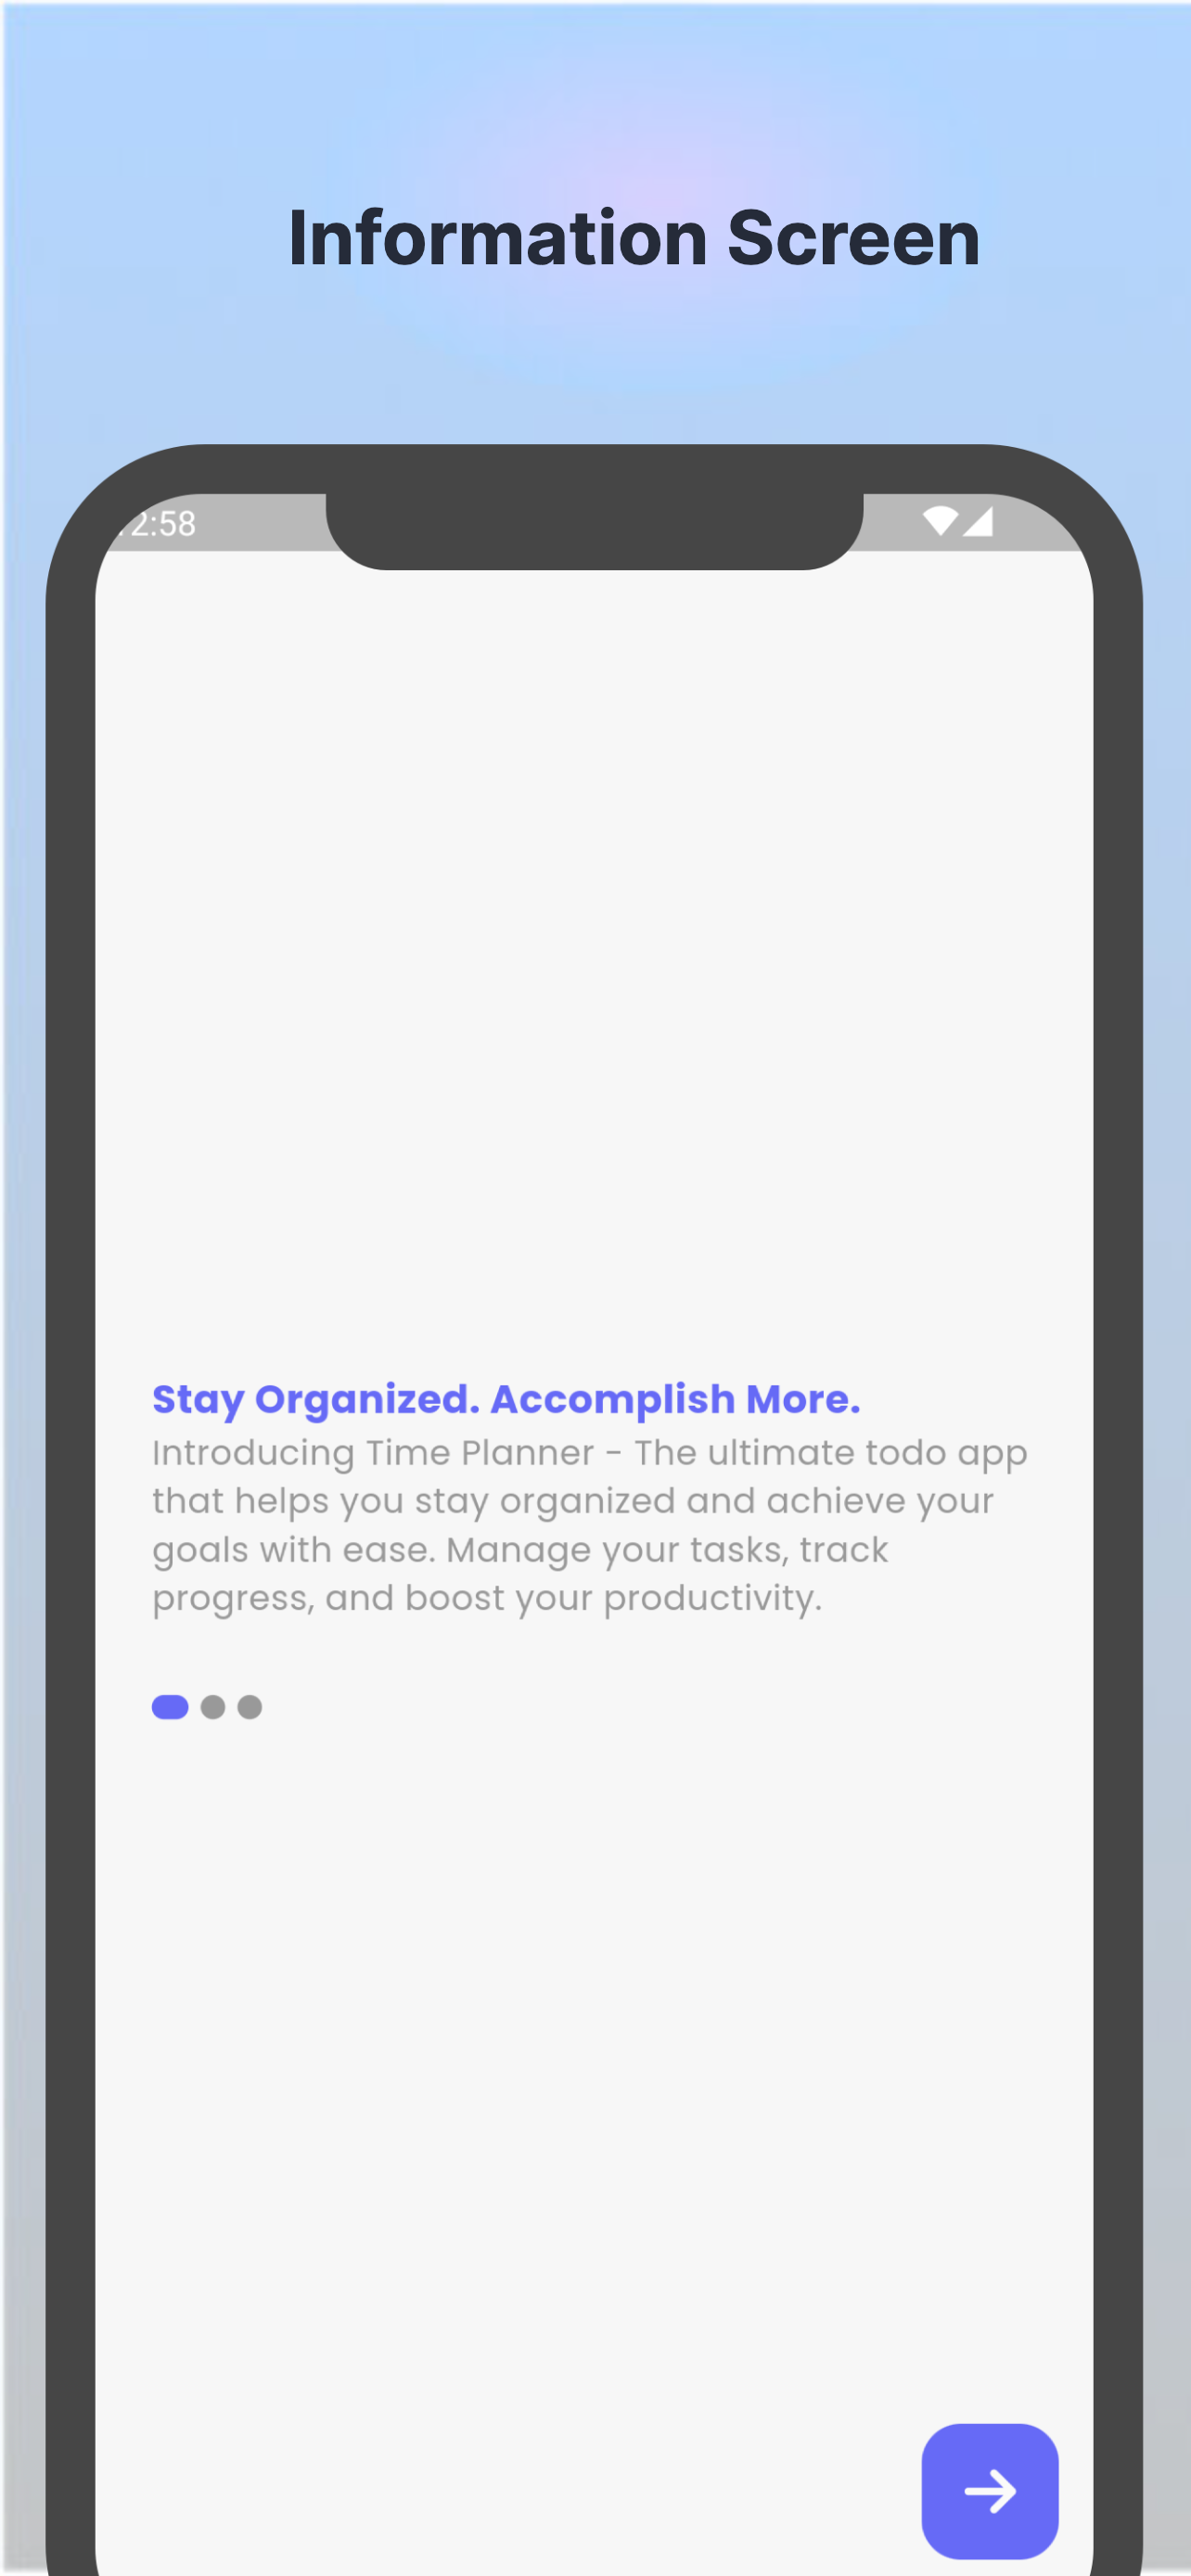 Information Screen
2:58
Stay Organized. Accomplish More.
Introducing Time Planner - The ultimate todo app
that helps you stay organized and achieve your
goals with ease. Manage your tasks, track
progress, and boost your productivity.